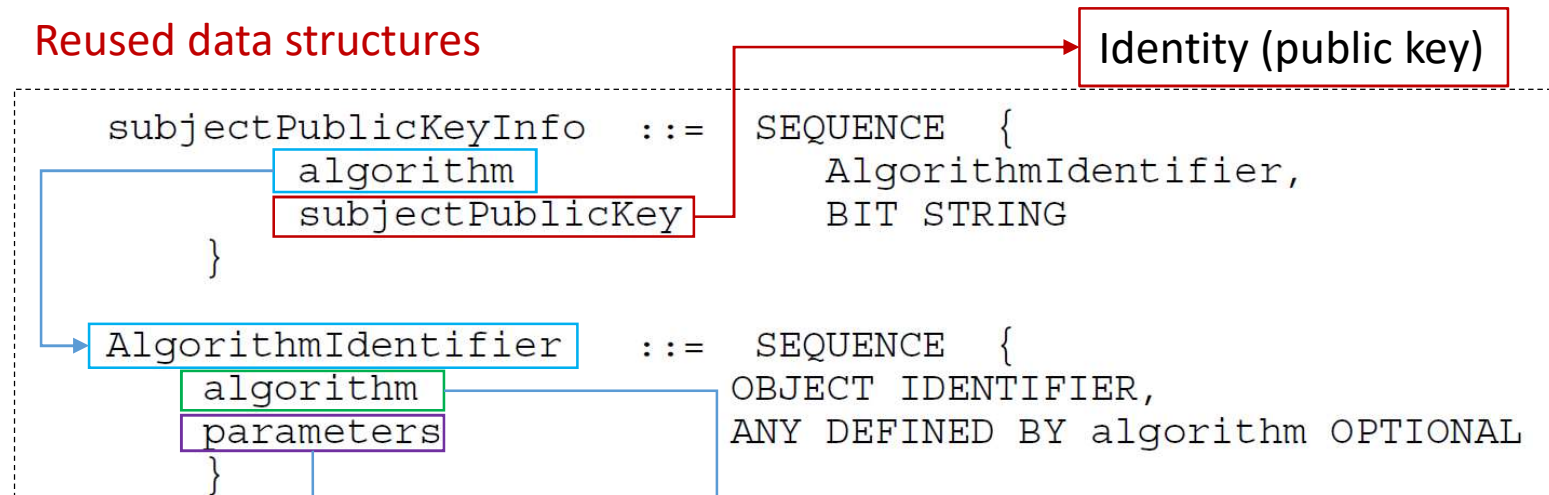 Reused data structures
Identity (public key)
subjectPublicKeyInfo ::= SEQUENCE {
algorithm AlgorithmIdentifier,
subjectPublicKey BIT STRING
}
AlgorithmIdentifier ::= SEQUENCE {
algorithm OBJECT IDENTIFIER,
parameters ANY DEFINED BY algorithm OPTIONAL
}